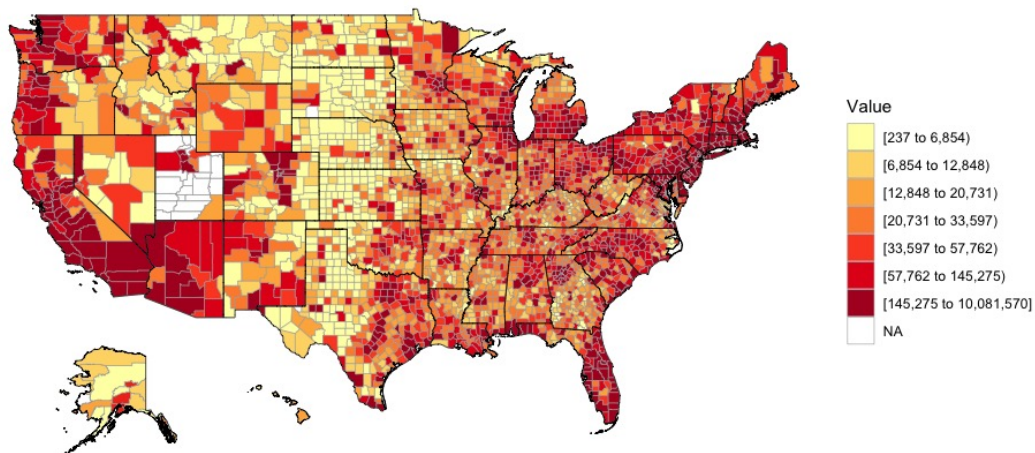 Value
[237 to 6,854)
[6,854 to 12,848)
[12,848 to 20,731)
[20,731 to 33,597)
[33,597 to 57,762)
[57,762 to 145,275)
[145,275 to 10,081,570]
NA